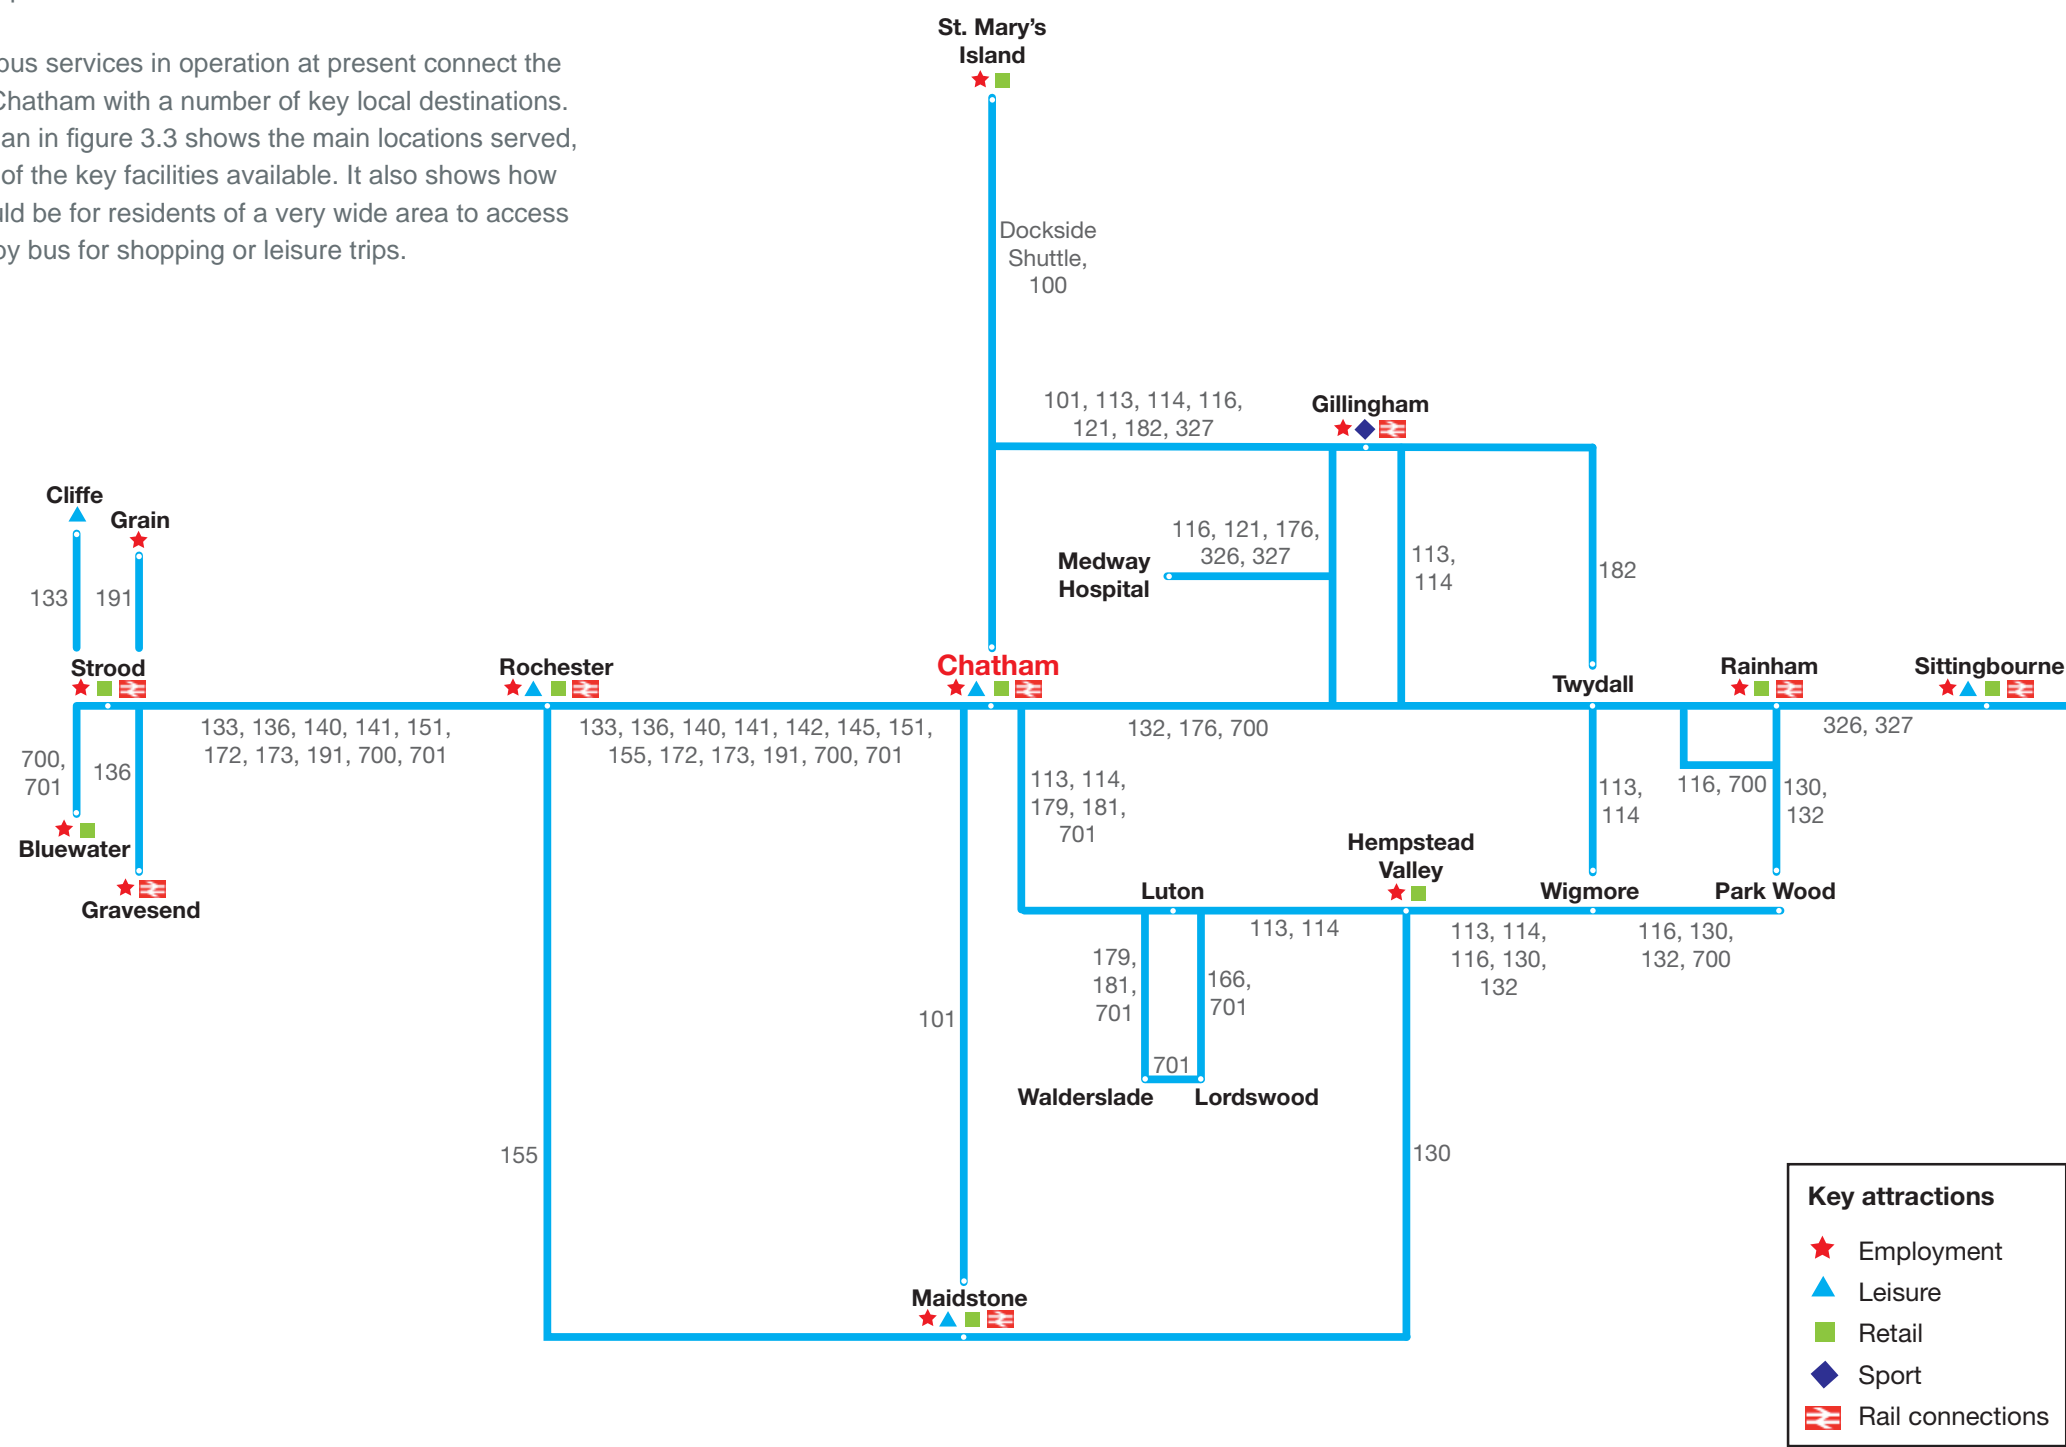 ous services in operation at present connect the
Chatham with a number of key local destinations.
an in figure 3.3 shows the main locations served,
of the key facilities available. It also shows how
uld be for residents of a very wide area to access
by bus for shopping or leisure trips.
St. Mary's
Island
Dockside
Shuttle,
100
101, 113, 114, 116,
121, 182, 327
Gillingham
Cliffe
Grain
133
191
Medway
Hospital
116, 121, 176,
326, 327
113,
114
182
Strood
Rochester
Chatham
Twydall
Rainham
Sittingbourne
133, 136, 140, 141, 151,
172, 173, 191, 700, 701
133, 136, 140, 141, 142, 145, 151,
155, 172, 173, 191, 700, 701
132, 176, 700
326, 327
700,
701
136
113, 114,
179, 181,
701
113,
114
116, 700
130,
132
Bluewater
Gravesend
Hempstead
Valley
Luton
Wigmore
Park Wood
113, 114
113, 114,
116, 130,
132
116, 130,
132, 700
179,
181,
701
166,
701
701
Walderslade
Lordswood
101
155
130
Maidstone
Key attractions
Employment
Leisure
Retail
Sport
Rail connections